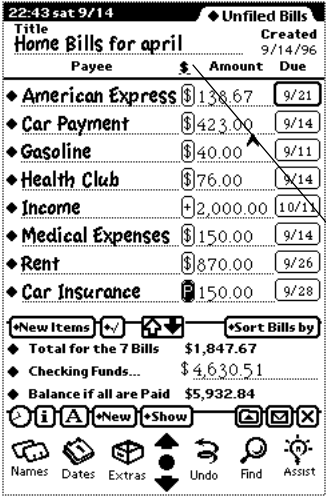 22:43 sat 9/14 ◆ Unfiled Bills
Title Created
Home Bills for april 9/14/96
Payee $ Amount Due
◆ American Express $ 138.67 9/21
◆ Car Payment $ 423.00 9/14
◆ Gasoline $ 40.00 9/11
◆ Health Club $ 76.00 9/14
◆ Income + 2,000.00 10/11
◆ Medical Expenses $ 150.00 9/14
◆ Rent $ 870.00 9/26
◆ Car Insurance P 150.00 9/28
◆New Items ◆√ ◆Sort Bills by
◆ Total for the 7 Bills $1,847.67
◆ Checking Funds... $ 4,630.51
◆ Balance if all are Paid $5,932.84
i A ◆New ◆Show X
Names Dates Extras Undo Find Assist